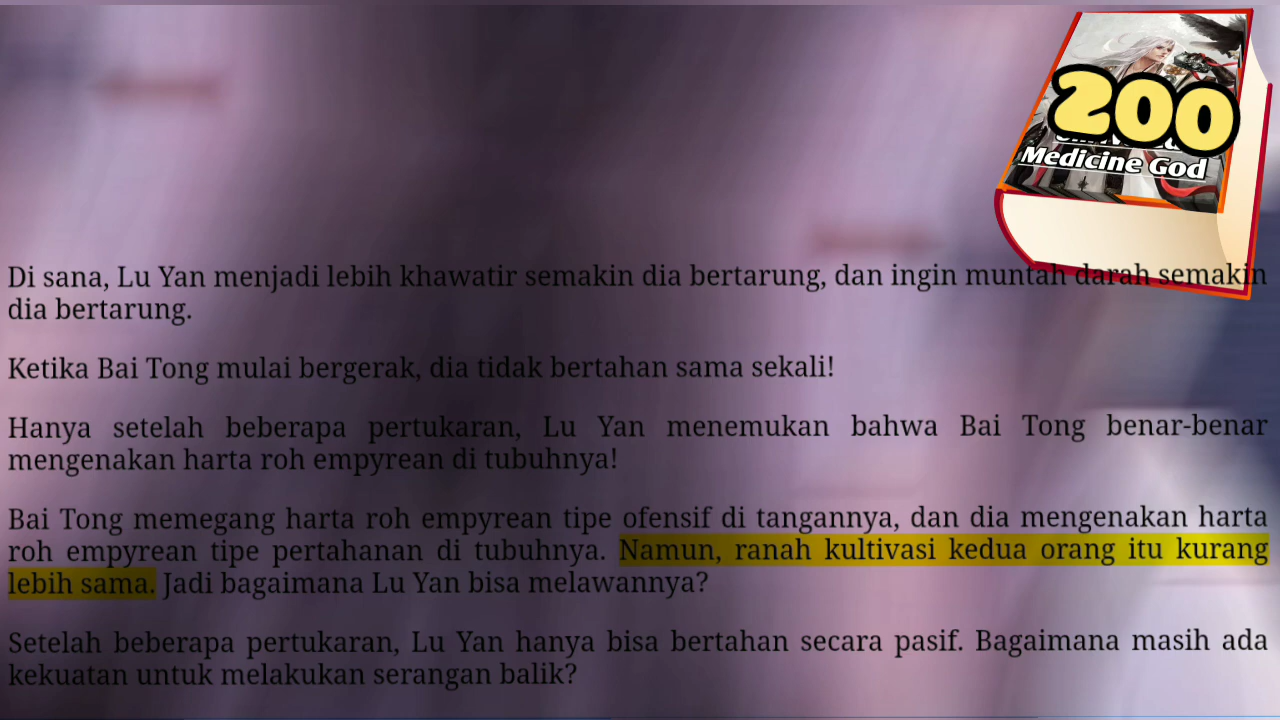 200
Medicine God
Di sana, Lu Yan menjadi lebih khawatir semakin dia bertarung, dan ingin muntah darah semakin
dia bertarung.
Ketika Bai Tong mulai bergerak, dia tidak bertahan sama sekali!
Hanya setelah beberapa pertukaran, Lu Yan menemukan bahwa Bai Tong benar-benar
mengenakan harta roh empyrean di tubuhnya!
Bai Tong memegang harta roh empyrean tipe ofensif di tangannya, dan dia mengenakan harta
roh empyrean tipe pertahanan di tubuhnya. Namun, ranah kultivasi kedua orang itu kurang
lebih sama. Jadi bagaimana Lu Yan bisa melawannya?
Setelah beberapa pertukaran, Lu Yan hanya bisa bertahan secara pasif. Bagaimana masih ada
kekuatan untuk melakukan serangan balik?